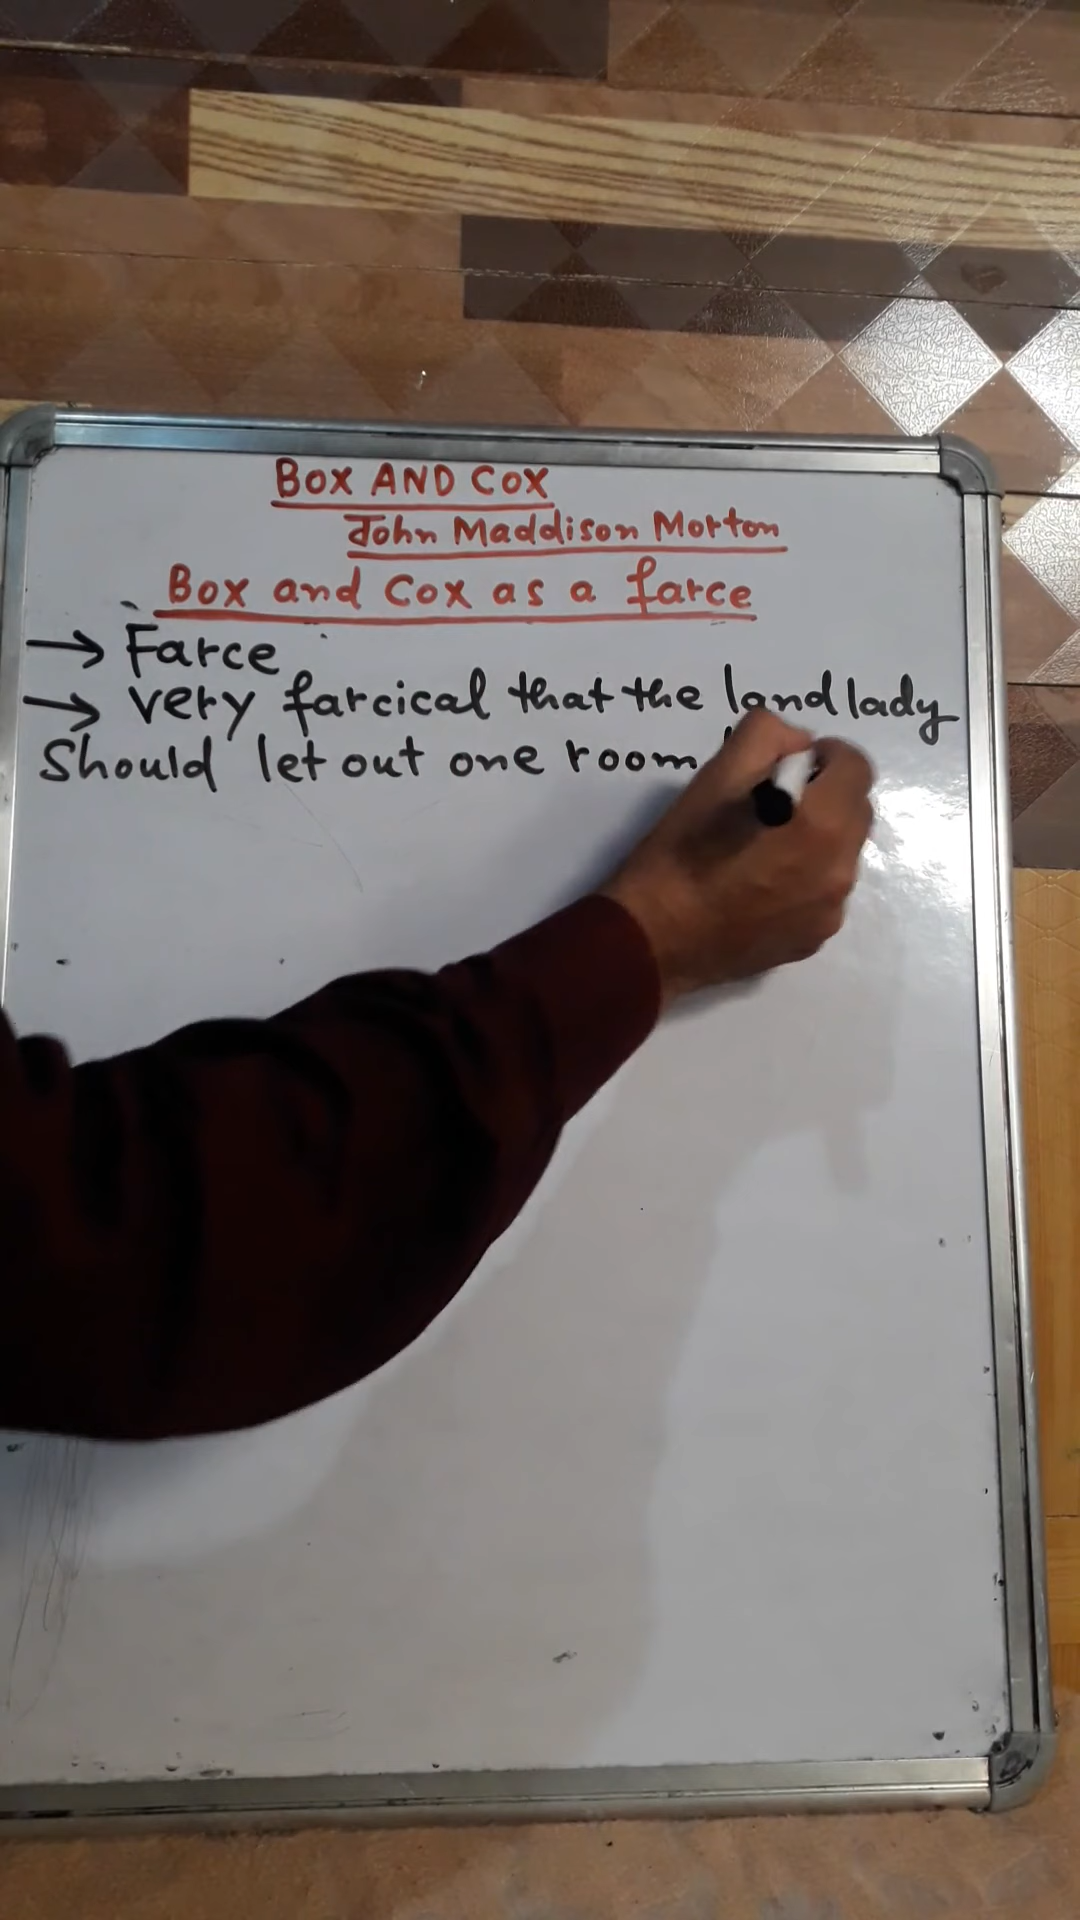 BOX AND COX
John Maddison Morton
Box and Cox as a farce
→ Farce
→ very farcical that the landlady
Should let out one room